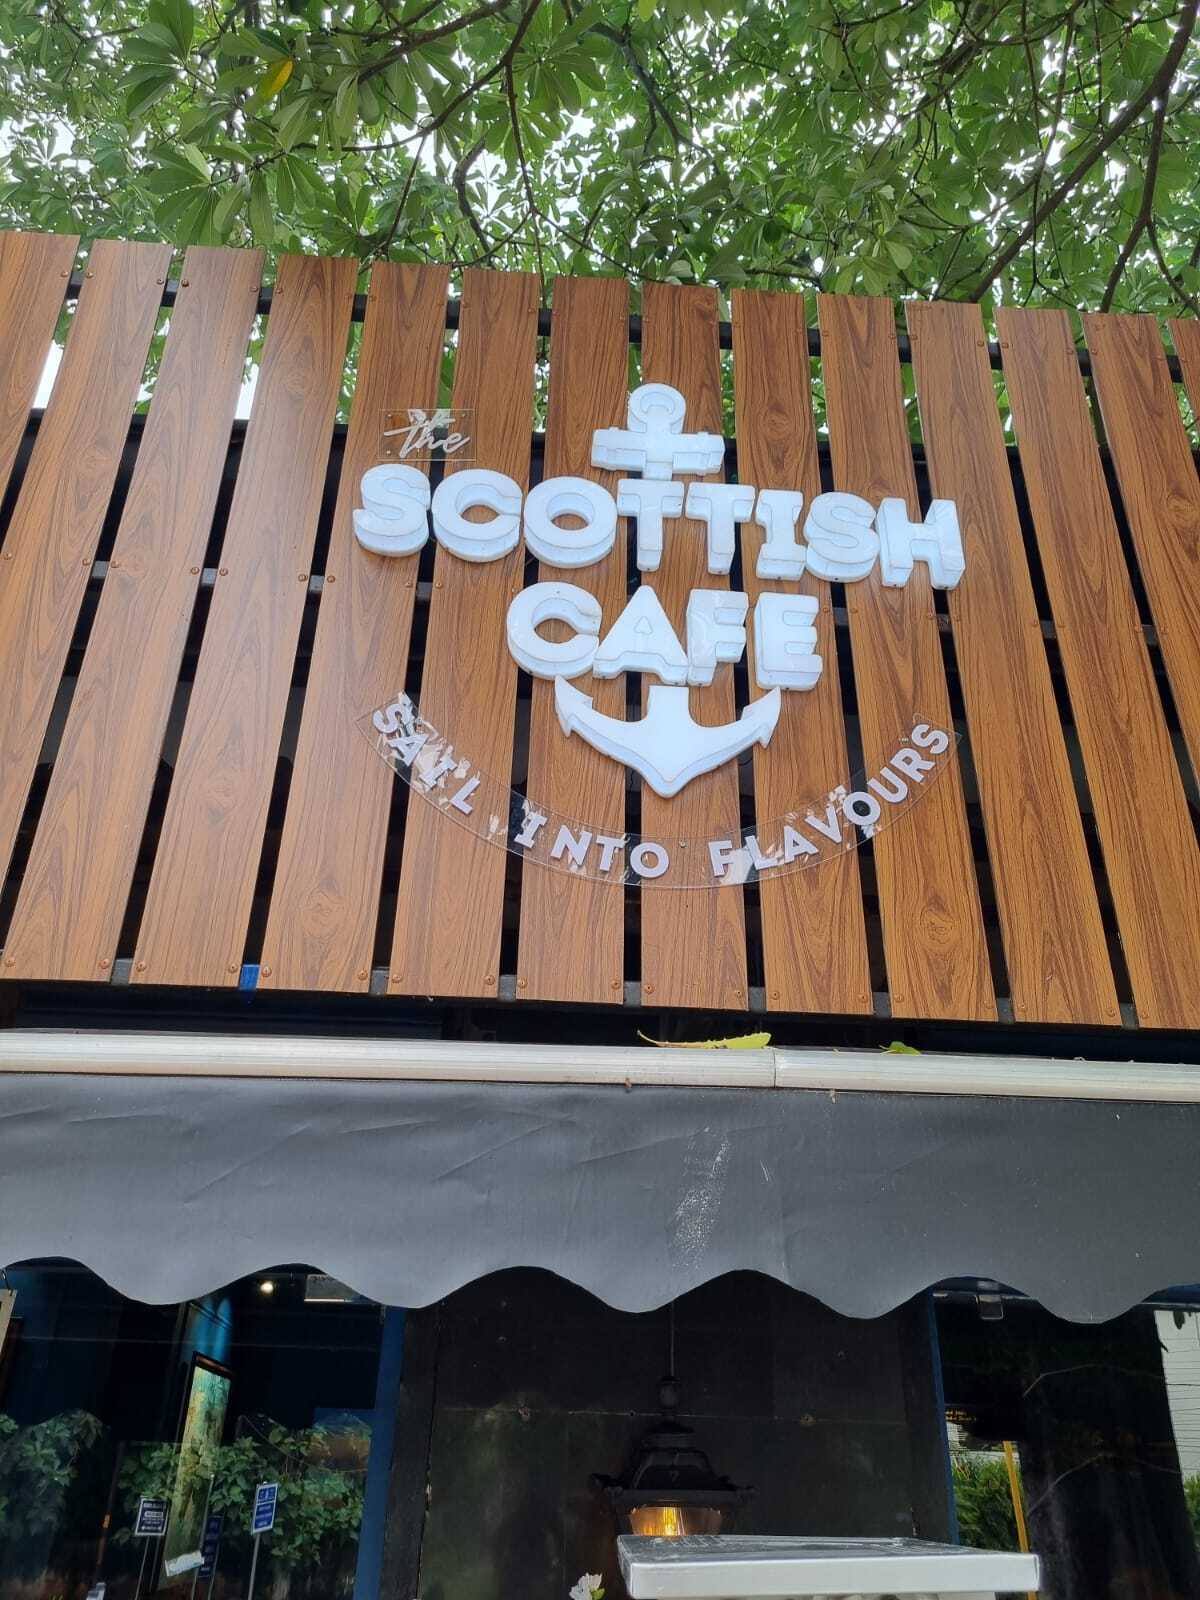 the
SCOTTISH
CAFE
SAIL INTO FLAVOURS